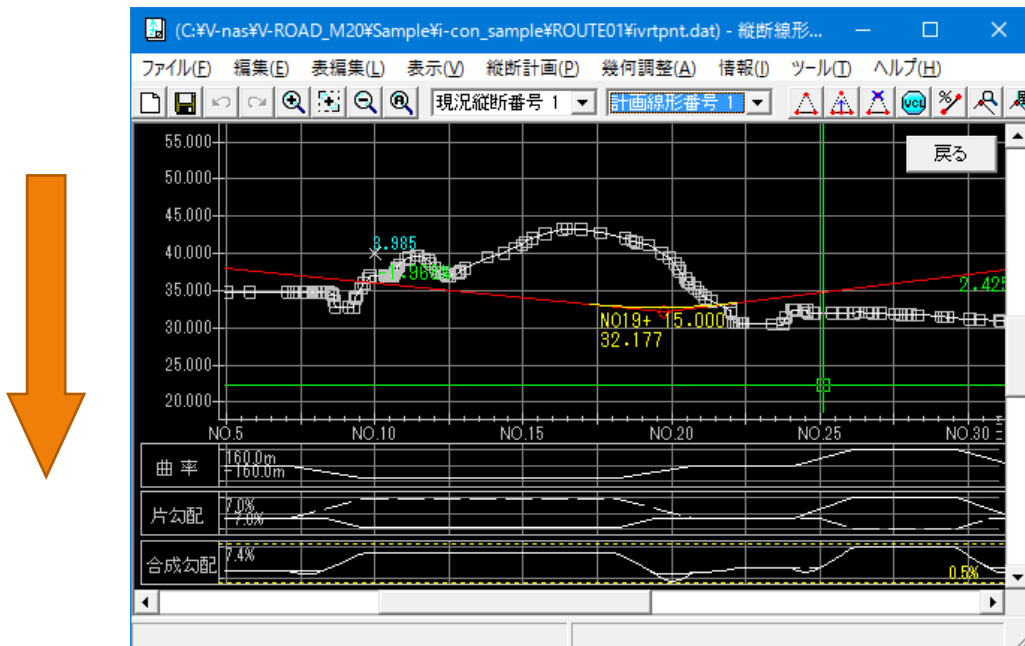 (C:¥V-nas¥V-ROAD_M20¥Sample¥i-con_sample¥ROUTE01¥ivrtpnt.dat) - 縦断線形...
ファイル(F) 編集(E) 表編集(L) 表示(V) 縦断計画(P) 幾何調整(A) 情報(I) ツール(T) ヘルプ(H)
現況縦断番号 1 計画線形番号 1 VCL
戻る
55.000
50.000
45.000
40.000
35.000
30.000
25.000
20.000
3.985
2.425
NO19+ 15.000
32.177
NO.5 NO.10 NO.15 NO.20 NO.25 NO.30
曲 率 160.0m
-160.0m
片勾配 7.0%
-7.0%
合成勾配 7.4%
0.5%